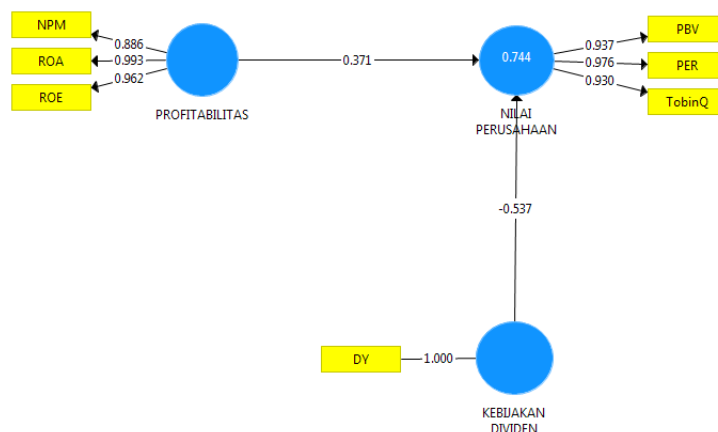 NPM
ROA
ROE
0.886
0.993
0.962
PROFITABILITAS
0.371
0.744
NILAI
PERUSAHAAN
0.937
0.976
0.930
PBV
PER
TobinQ
-0.537
DY
1.000
KEBIJAKAN
DIVIDEN